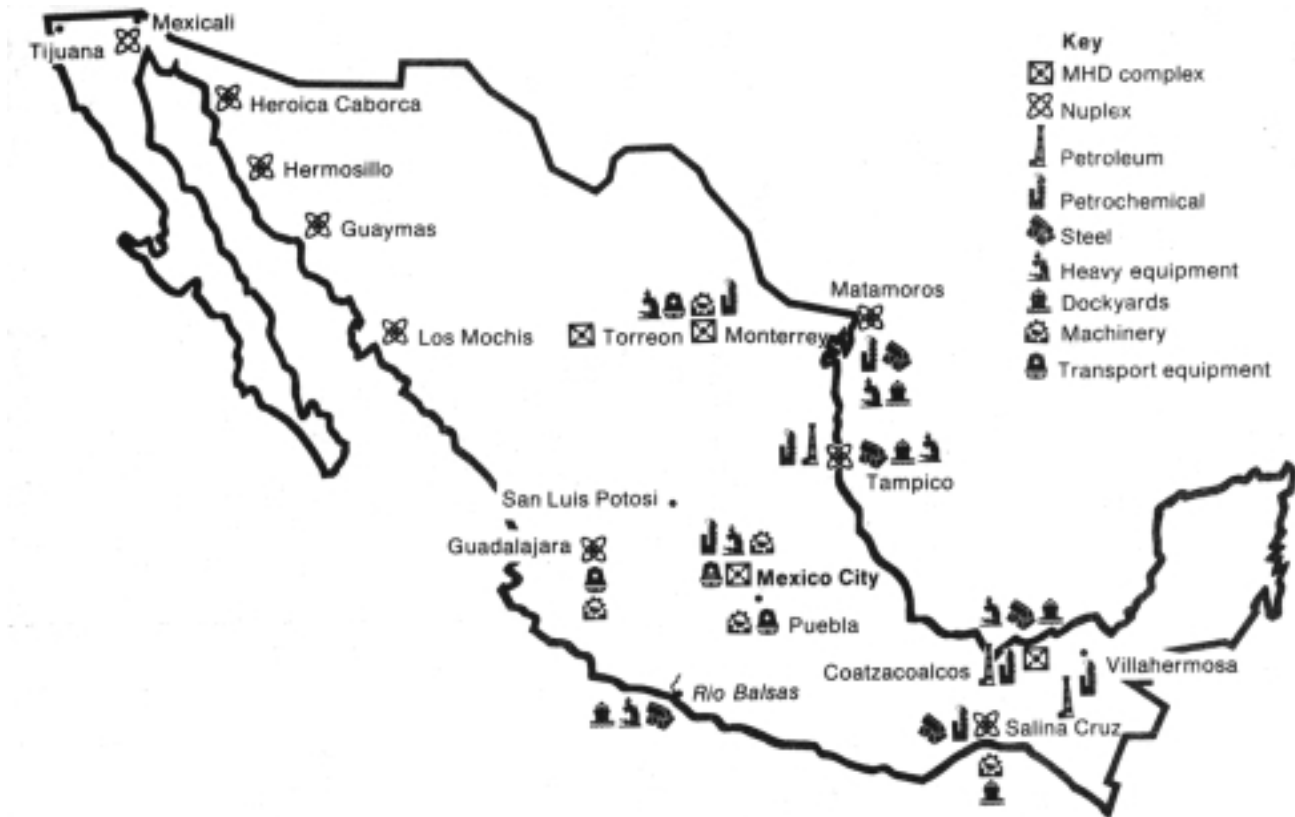 Mexicali
Tijuana
Heroica Caborca
Hermosillo
Guaymas
Los Mochis
Torreon
Monterrey
Matamoros
Tampico
San Luis Potosi
Guadalajara
Mexico City
Puebla
Coatzacoalcos
Villahermosa
Rio Balsas
Salina Cruz
Key
MHD complex
Nuplex
Petroleum
Petrochemical
Steel
Heavy equipment
Dockyards
Machinery
Transport equipment